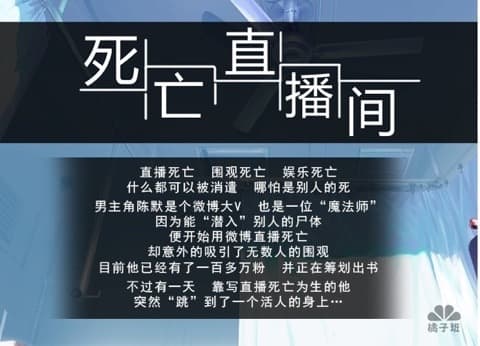 死亡直播间
直播死亡 围观死亡 娱乐死亡
什么都可以被消遣 哪怕是别人的死
男主角陈默是个微博大V 也是一位“魔法师”
因为能“潜入”别人的尸体
便开始用微博直播死亡
却意外的吸引了无数人的围观
目前他已经有了一百多万粉 并正在筹划出书
不过有一天 靠写直播死亡为生的他
突然“跳”到了一个活人的身上…
橘子班